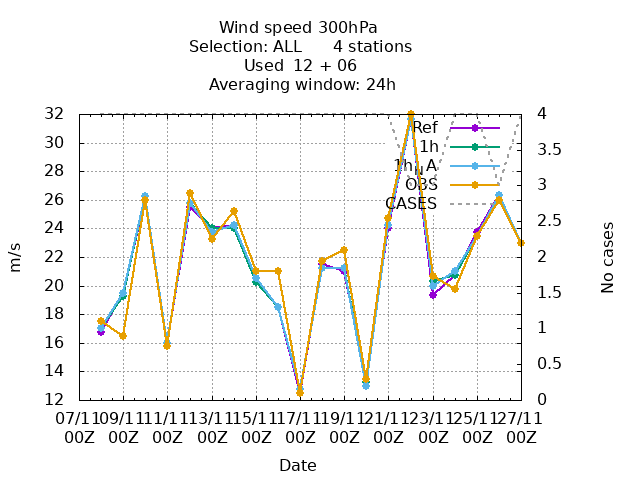 Wind speed 300hPa
Selection: ALL 4 stations
Used 12 + 06
Averaging window: 24h
32
30
28
26
24
22
20
18
16
14
12
m/s
4
3.5
3
2.5
2
1.5
1
0.5
0
No cases
Ref
1h
1h_A
OBS
CASES
07/11 09/11 11/11 13/11 15/11 17/11 19/11 21/11 23/11 25/11 27/11
00Z 00Z 00Z 00Z 00Z 00Z 00Z 00Z 00Z 00Z 00Z
Date